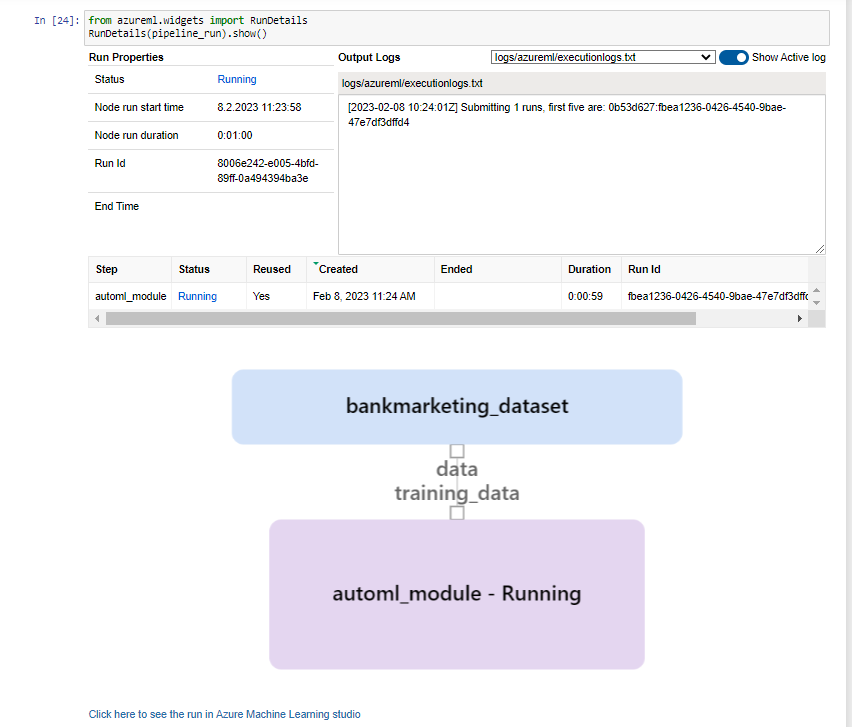 In [24]:
from azureml.widgets import RunDetails
RunDetails(pipeline_run).show()
Run Properties
Status Running
Node run start time 8.2.2023 11:23:58
Node run duration 0:01:00
Run Id 8006e242-e005-4bfd-
89ff-0a494394ba3e
End Time
Output Logs logs/azureml/executionlogs.txt Show Active log
logs/azureml/executionlogs.txt
[2023-02-08 10:24:01Z] Submitting 1 runs, first five are: 0b53d627:fbea1236-0426-4540-9bae-
47e7df3dffd4
Step Status Reused Created Ended Duration Run Id
automl_module Running Yes Feb 8, 2023 11:24 AM 0:00:59 fbea1236-0426-4540-9bae-47e7df3dffd
bankmarketing_dataset
data
training_data
automl_module - Running
Click here to see the run in Azure Machine Learning studio